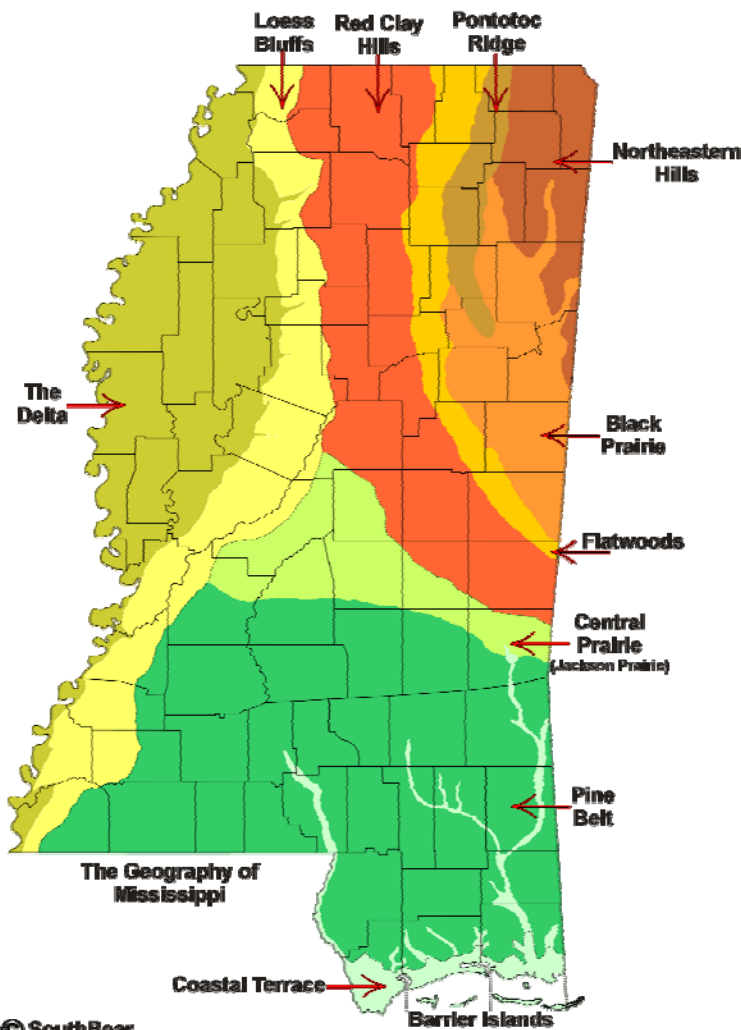 Loess
Bluffs
Red Clay
Hills
Pontotoc
Ridge
Northeastern
Hills
The
Delta
Black
Prairie
Flatwoods
Central
Prairie
(Jackson Prairie)
Pine
Belt
The Geography of
Mississippi
Coastal Terrace
Barrier Islands
© SouthBear